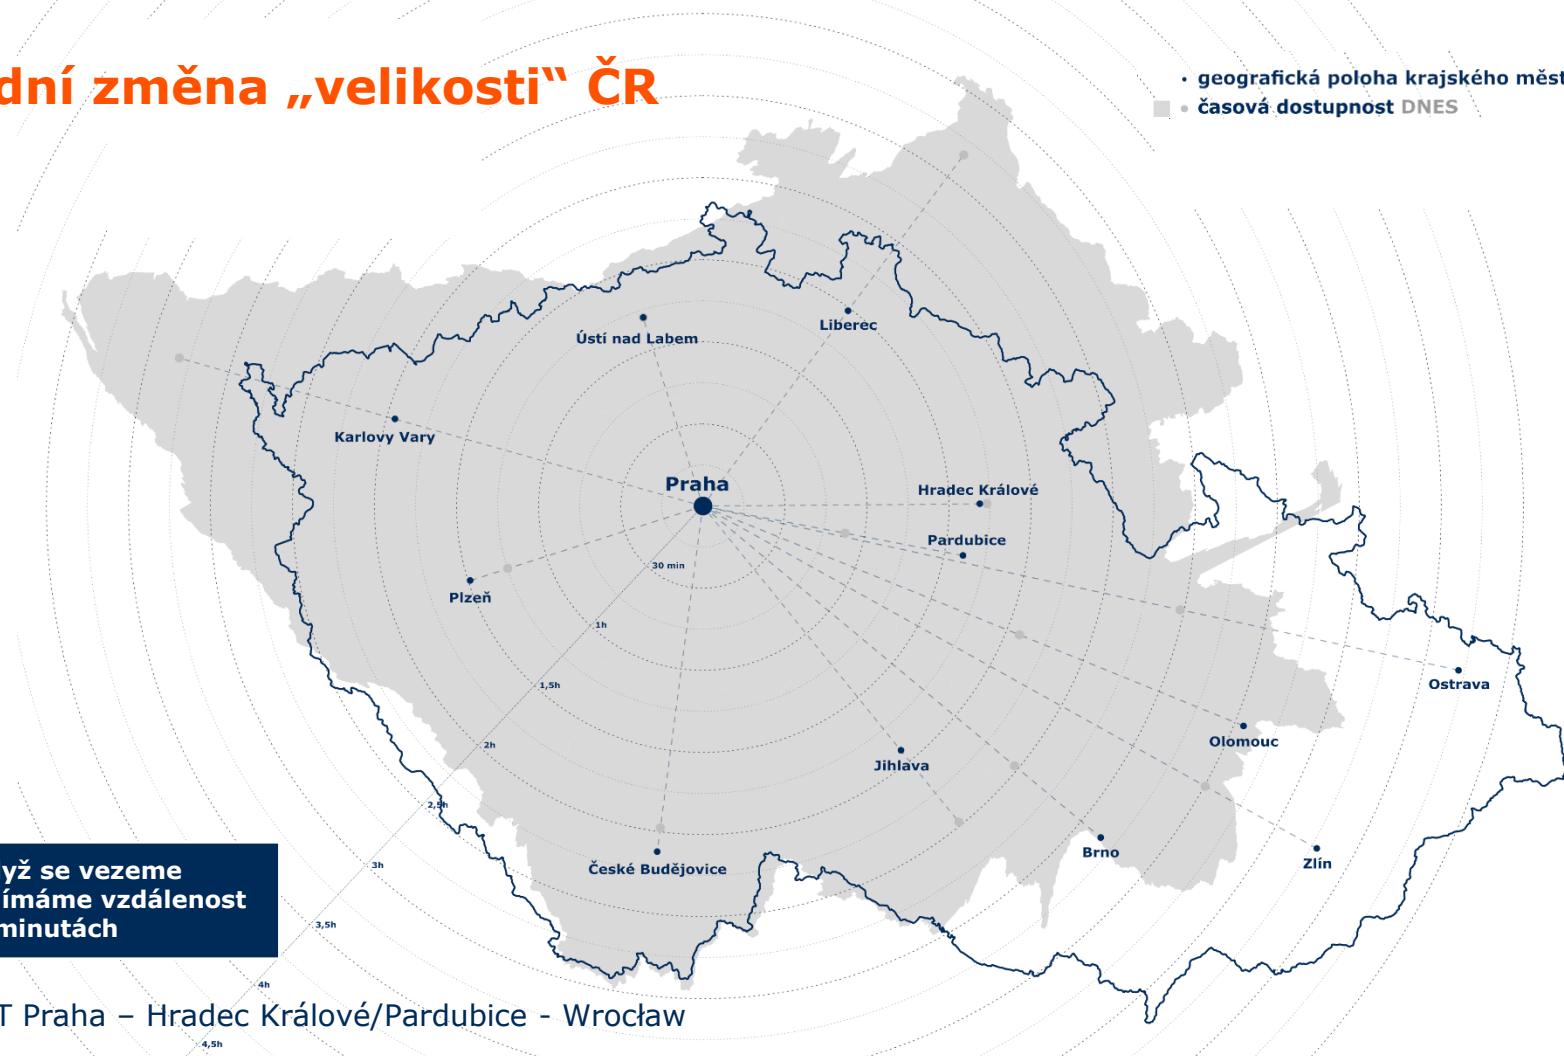 dní změna „velikosti“ ČR
geografická poloha krajského měst
časová dostupnost DNES
Ústí nad Labem
Liberec
Karlovy Vary
Praha
Hradec Králové
Pardubice
Plzeň
30 min
1h
1,5h
2h
2,5h
3h
3,5h
4h
4,5h
Ostrava
Olomouc
Jihlava
Brno
Zlín
České Budějovice
yž se vezeme
ímáme vzdálenost
minutách
T Praha – Hradec Králové/Pardubice - Wrocław